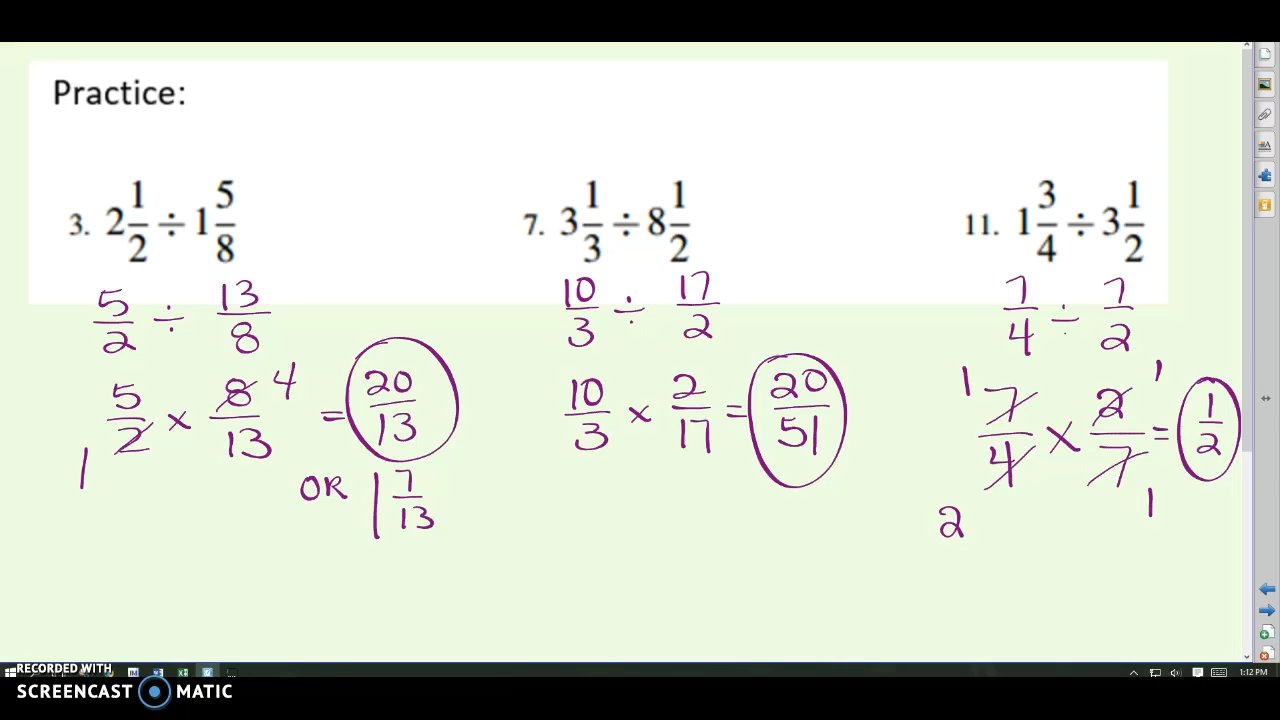 Practice:
3. 2 1/2 ÷ 1 5/8
7. 3 1/3 ÷ 8 1/2
11. 1 3/4 ÷ 3 1/2
5/2 ÷ 13/8
10/3 ÷ 17/2
7/4 ÷ 7/2
5/2 × 8/13 = 20/13
1 4
OR 1 7/13
10/3 × 2/17 = 20/51
7/4 × 2/7 = 1/2
1 1
2 1
1:12 PM
RECORDED WITH
SCREENCAST MATIC